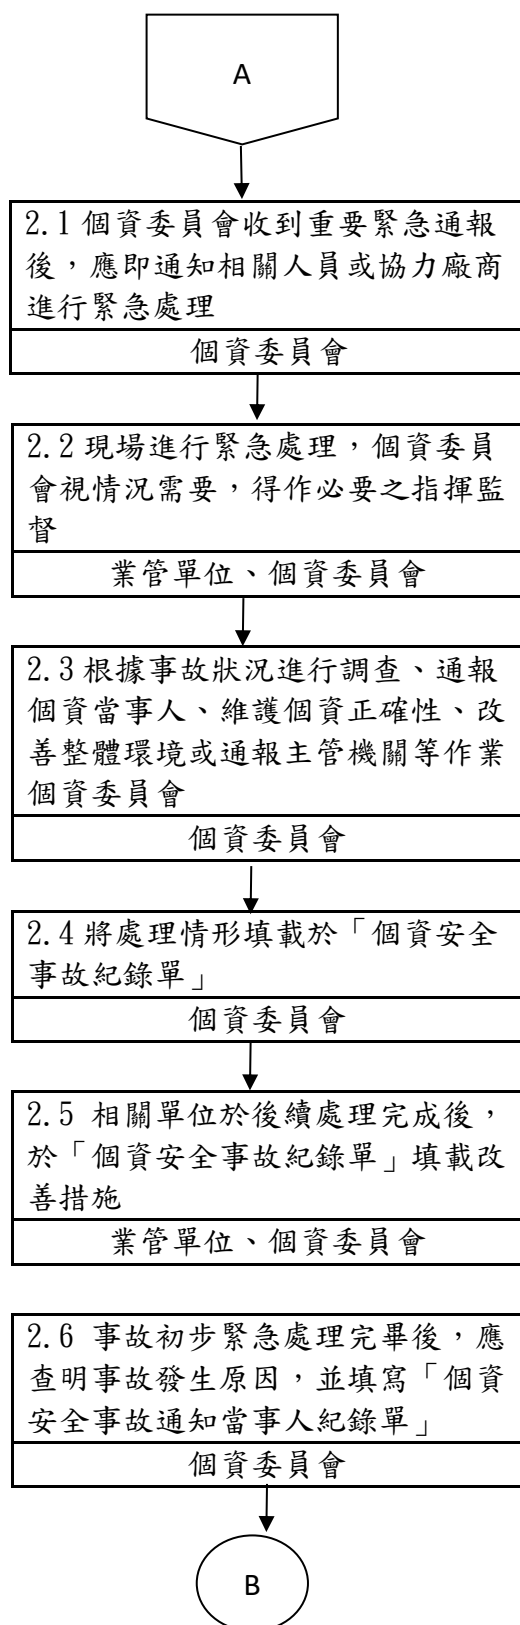 A
2.1 個資委員會收到重要緊急通報
後，應即通知相關人員或協力廠商
進行緊急處理
個資委員會
2.2 現場進行緊急處理，個資委員
會視情況需要，得作必要之指揮監
督
業管單位、個資委員會
2.3 根據事故狀況進行調查、通報
個資當事人、維護個資正確性、改
善整體環境或通報主管機關等作業
個資委員會
個資委員會
2.4 將處理情形填載於「個資安全
事故紀錄單」
個資委員會
2.5 相關單位於後續處理完成後，
於「個資安全事故紀錄單」填載改
善措施
業管單位、個資委員會
2.6 事故初步緊急處理完畢後，應
查明事故發生原因，並填寫「個資
安全事故通知當事人紀錄單」
個資委員會
B